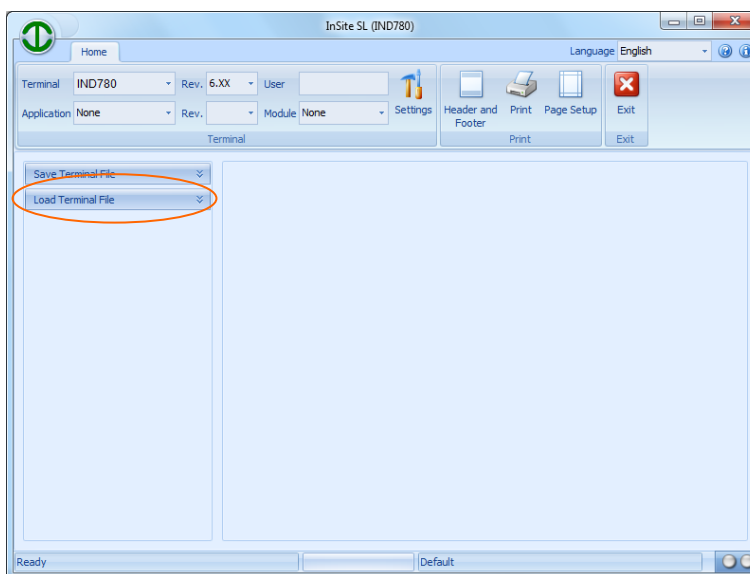 InSite SL (IND780)
Home
Language English
Terminal IND780 Rev. 6.XX User
Application None Rev. Module None
Settings
Header and Footer
Print
Page Setup
Exit
Terminal
Print
Exit
Save Terminal File
Load Terminal File
Ready
Default